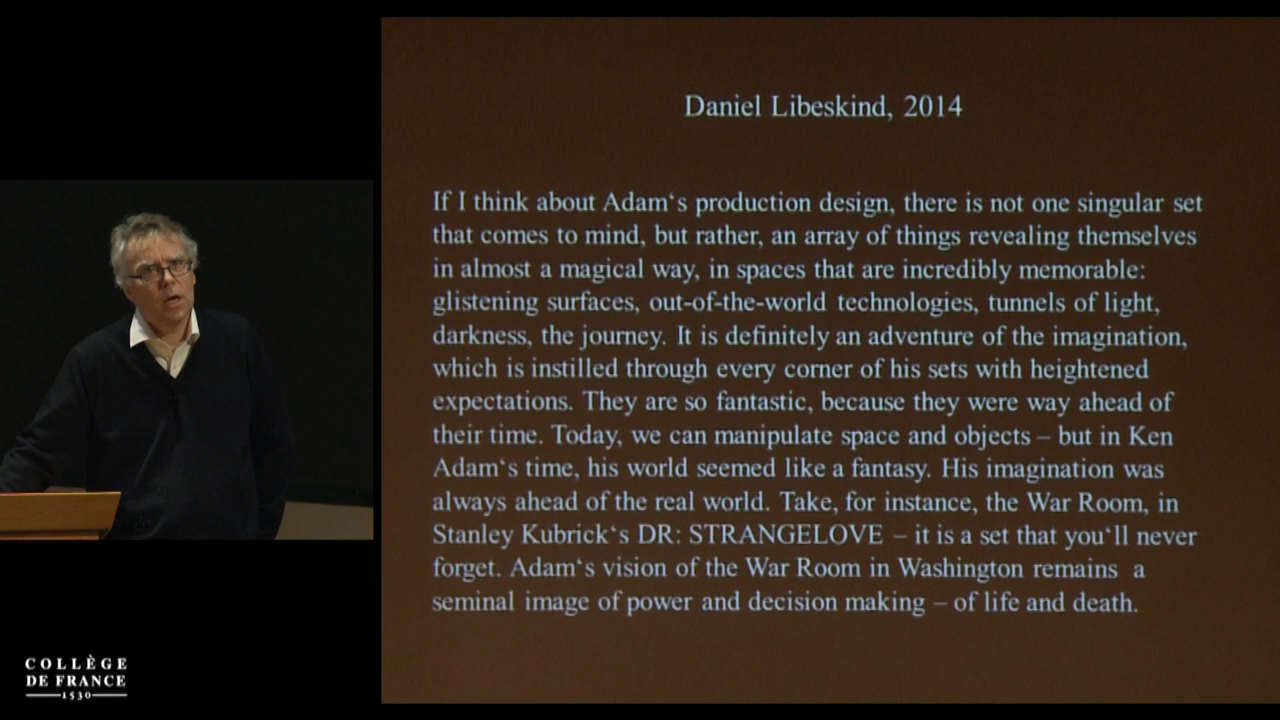 Daniel Libeskind, 2014
If I think about Adam‘s production design, there is not one singular set
that comes to mind, but rather, an array of things revealing themselves
in almost a magical way, in spaces that are incredibly memorable:
glistening surfaces, out-of-the-world technologies, tunnels of light,
darkness, the journey. It is definitely an adventure of the imagination,
which is instilled through every corner of his sets with heightened
expectations. They are so fantastic, because they were way ahead of
their time. Today, we can manipulate space and objects – but in Ken
Adam‘s time, his world seemed like a fantasy. His imagination was
always ahead of the real world. Take, for instance, the War Room, in
Stanley Kubrick‘s DR: STRANGELOVE – it is a set that you‘ll never
forget. Adam‘s vision of the War Room in Washington remains a
seminal image of power and decision making – of life and death.
COLLÈGE
DE FRANCE
1530